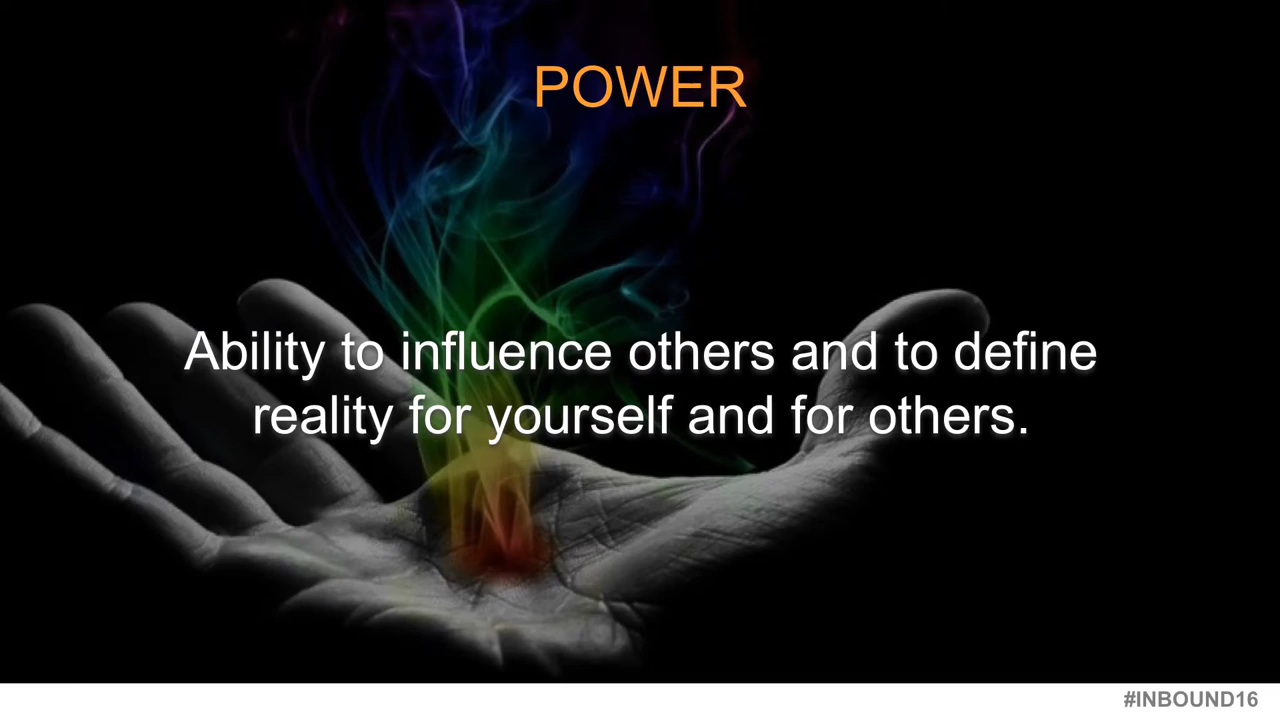 POWER
Ability to influence others and to define
reality for yourself and for others.
#INBOUND16